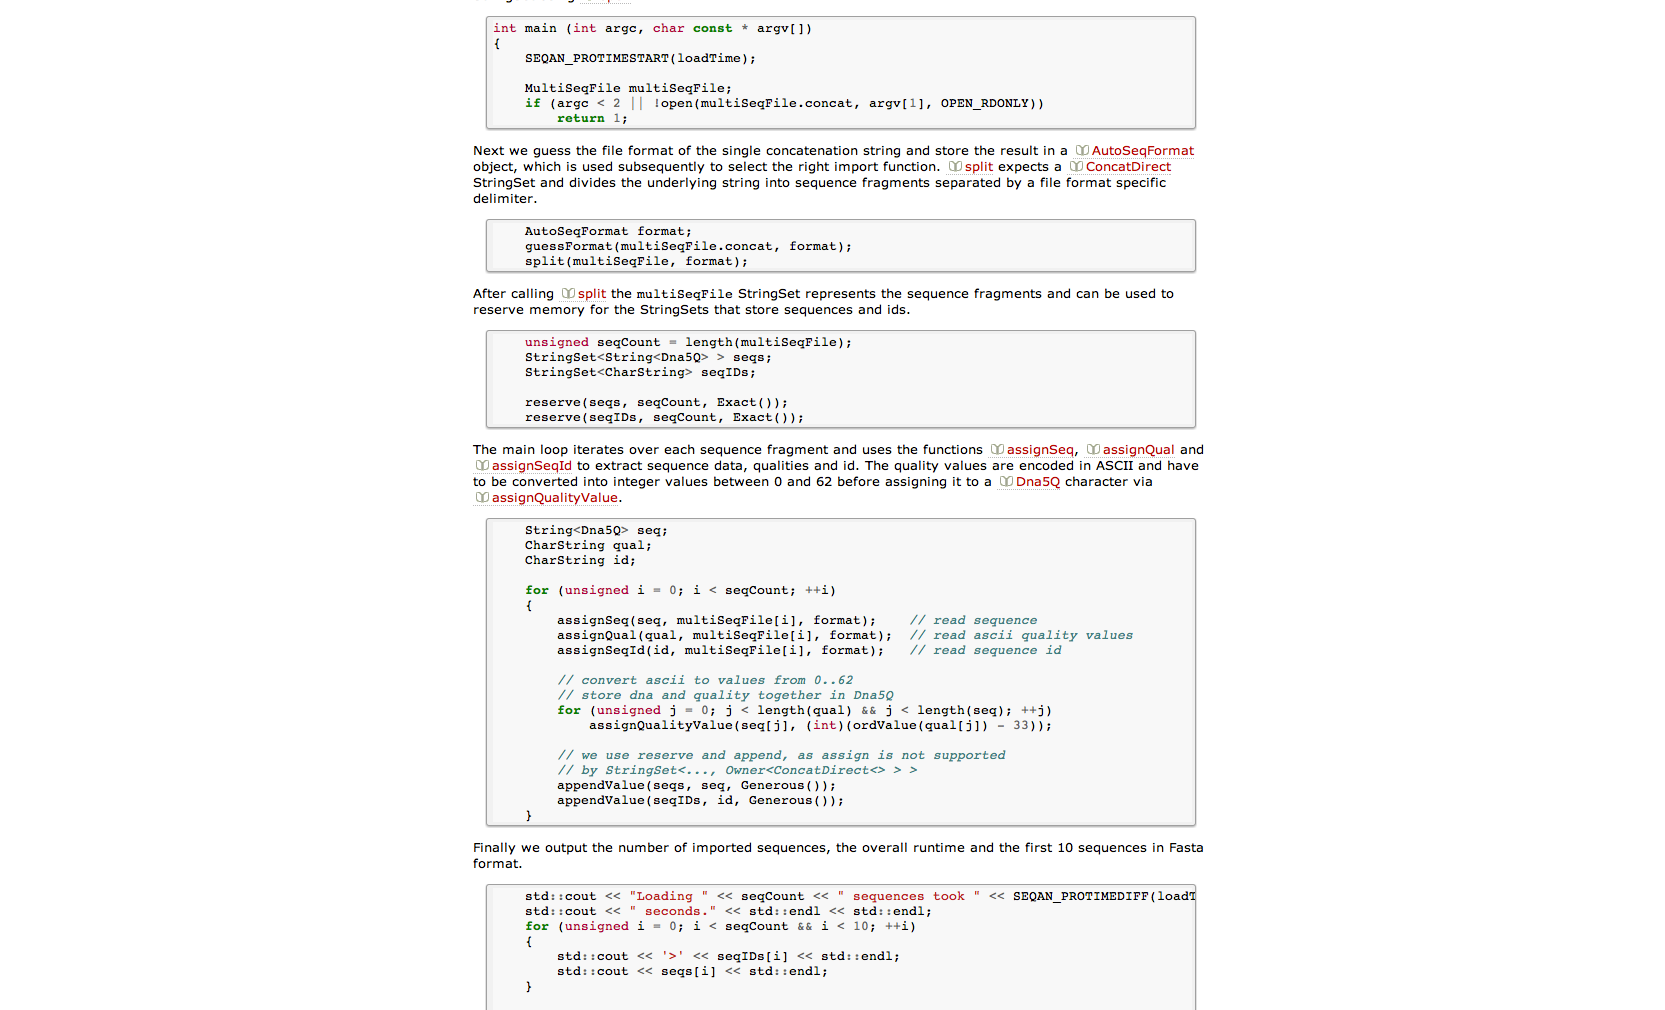 int main (int argc, char const * argv[])
{
    SEQAN_PROTIMESTART(loadTime);

    MultiSeqFile multiSeqFile;
    if (argc < 2 || !open(multiSeqFile.concat, argv[1], OPEN_RDONLY))
        return 1;
Next we guess the file format of the single concatenation string and store the result in a AutoSeqFormat
object, which is used subsequently to select the right import function. split expects a ConcatDirect
StringSet and divides the underlying string into sequence fragments separated by a file format specific
delimiter.
    AutoSeqFormat format;
    guessFormat(multiSeqFile.concat, format);
    split(multiSeqFile, format);
After calling split the multiSeqFile StringSet represents the sequence fragments and can be used to
reserve memory for the StringSets that store sequences and ids.
    unsigned seqCount = length(multiSeqFile);
    StringSet<String<Dna5Q> > seqs;
    StringSet<CharString> seqIDs;

    reserve(seqs, seqCount, Exact());
    reserve(seqIDs, seqCount, Exact());
The main loop iterates over each sequence fragment and uses the functions assignSeq, assignQual and
assignSeqId to extract sequence data, qualities and id. The quality values are encoded in ASCII and have
to be converted into integer values between 0 and 62 before assigning it to a Dna5Q character via
assignQualityValue.
    String<Dna5Q> seq;
    CharString qual;
    CharString id;

    for (unsigned i = 0; i < seqCount; ++i)
    {
        assignSeq(seq, multiSeqFile[i], format);    // read sequence
        assignQual(qual, multiSeqFile[i], format);  // read ascii quality values
        assignSeqId(id, multiSeqFile[i], format);   // read sequence id

        // convert ascii to values from 0..62
        // store dna and quality together in Dna5Q
        for (unsigned j = 0; j < length(qual) && j < length(seq); ++j)
            assignQualityValue(seq[j], (int)(ordValue(qual[j]) - 33));

        // we use reserve and append, as assign is not supported
        // by StringSet<..., Owner<ConcatDirect<> > >
        appendValue(seqs, seq, Generous());
        appendValue(seqIDs, id, Generous());
    }
Finally we output the number of imported sequences, the overall runtime and the first 10 sequences in Fasta
format.
    std::cout << "Loading " << seqCount << " sequences took " << SEQAN_PROTIMEDIFF(loadT
    std::cout << " seconds." << std::endl << std::endl;
    for (unsigned i = 0; i < seqCount && i < 10; ++i)
    {
        std::cout << '>' << seqIDs[i] << std::endl;
        std::cout << seqs[i] << std::endl;
    }